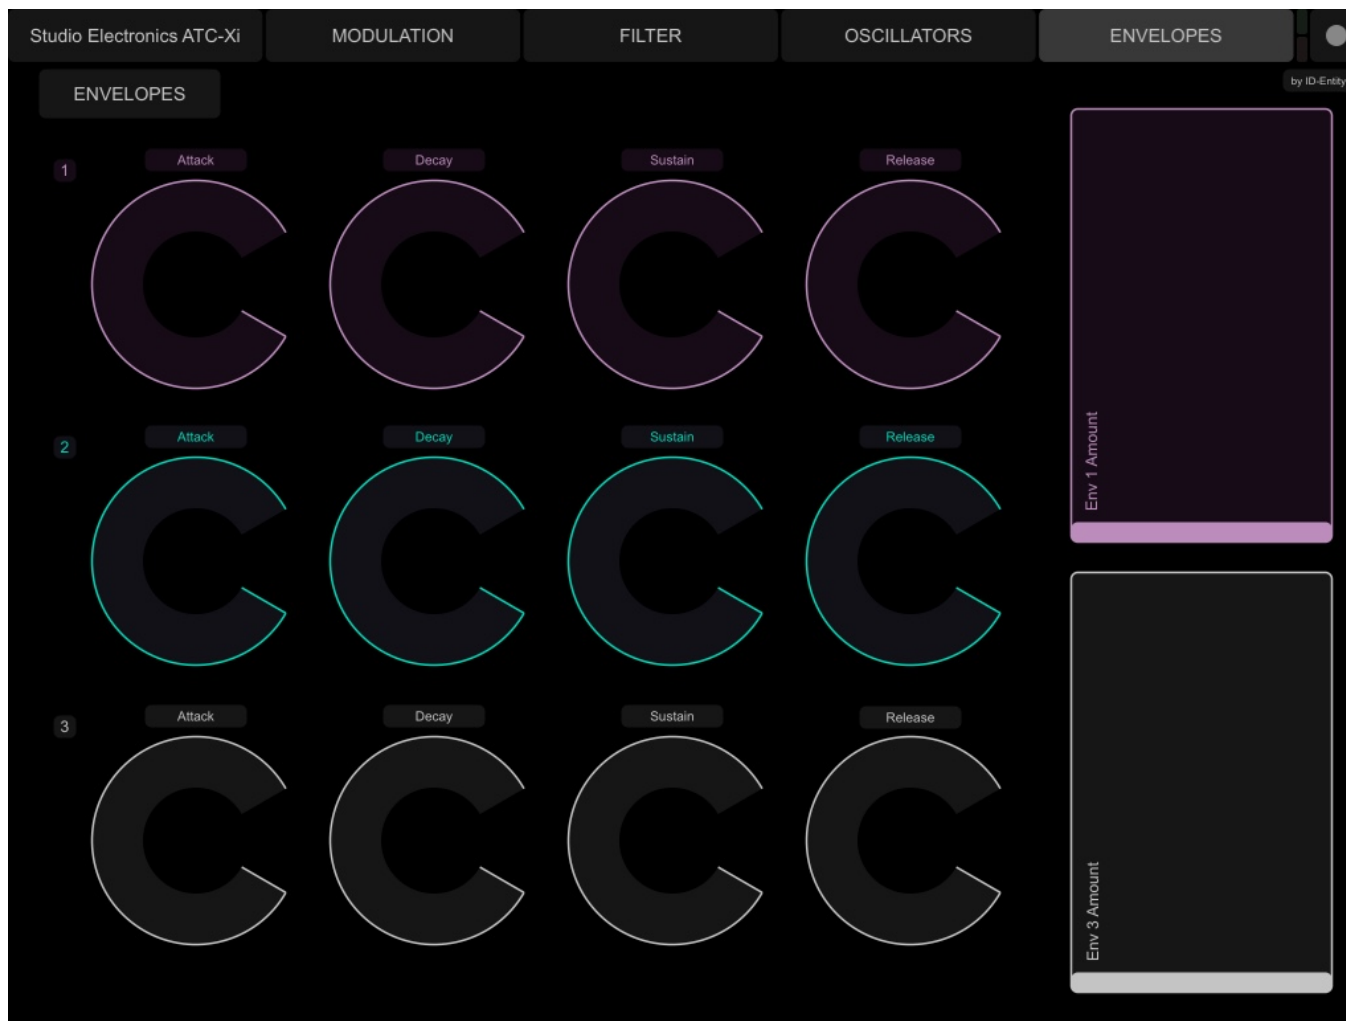 Studio Electronics ATC-Xi MODULATION FILTER OSCILLATORS ENVELOPES
ENVELOPES
by ID-Entity
1 Attack Decay Sustain Release
Env 1 Amount
2 Attack Decay Sustain Release
3 Attack Decay Sustain Release
Env 3 Amount